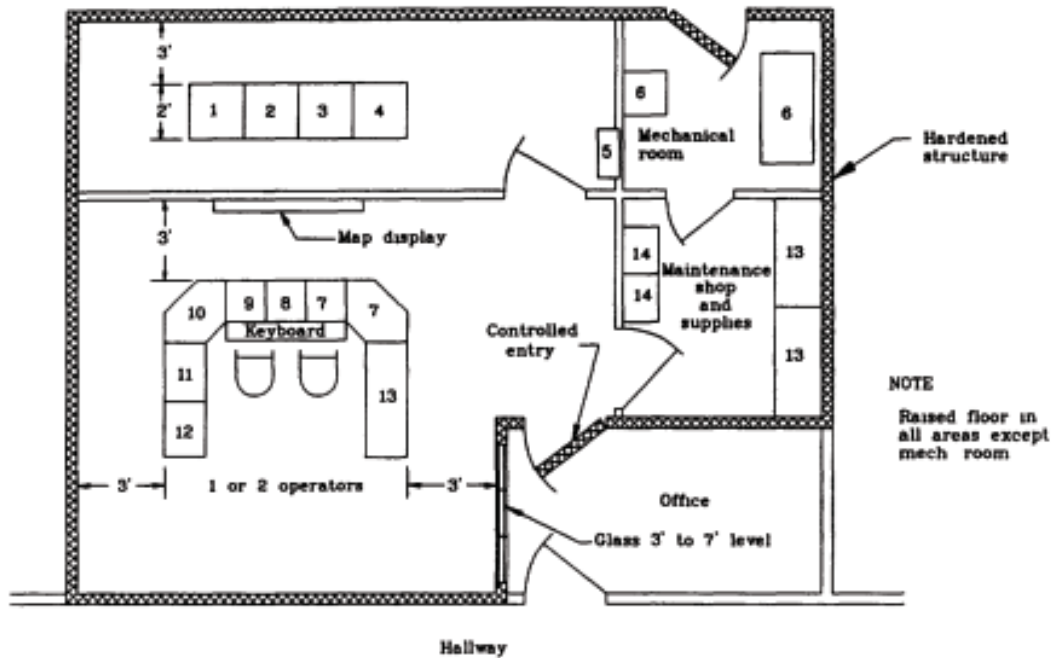 3'
2'
1 2 3 4
6
6
5
Mechanical
room
Hardened
structure
3'
Map display
14
14
Maintenance
shop
and
supplies
13
13
10 9 8 7 7
Keyboard
11
12
13
Controlled
entry
NOTE
Raised floor in
all areas except
mech room
3'
1 or 2 operators
3'
Office
Glass 3' to 7' level
Hallway